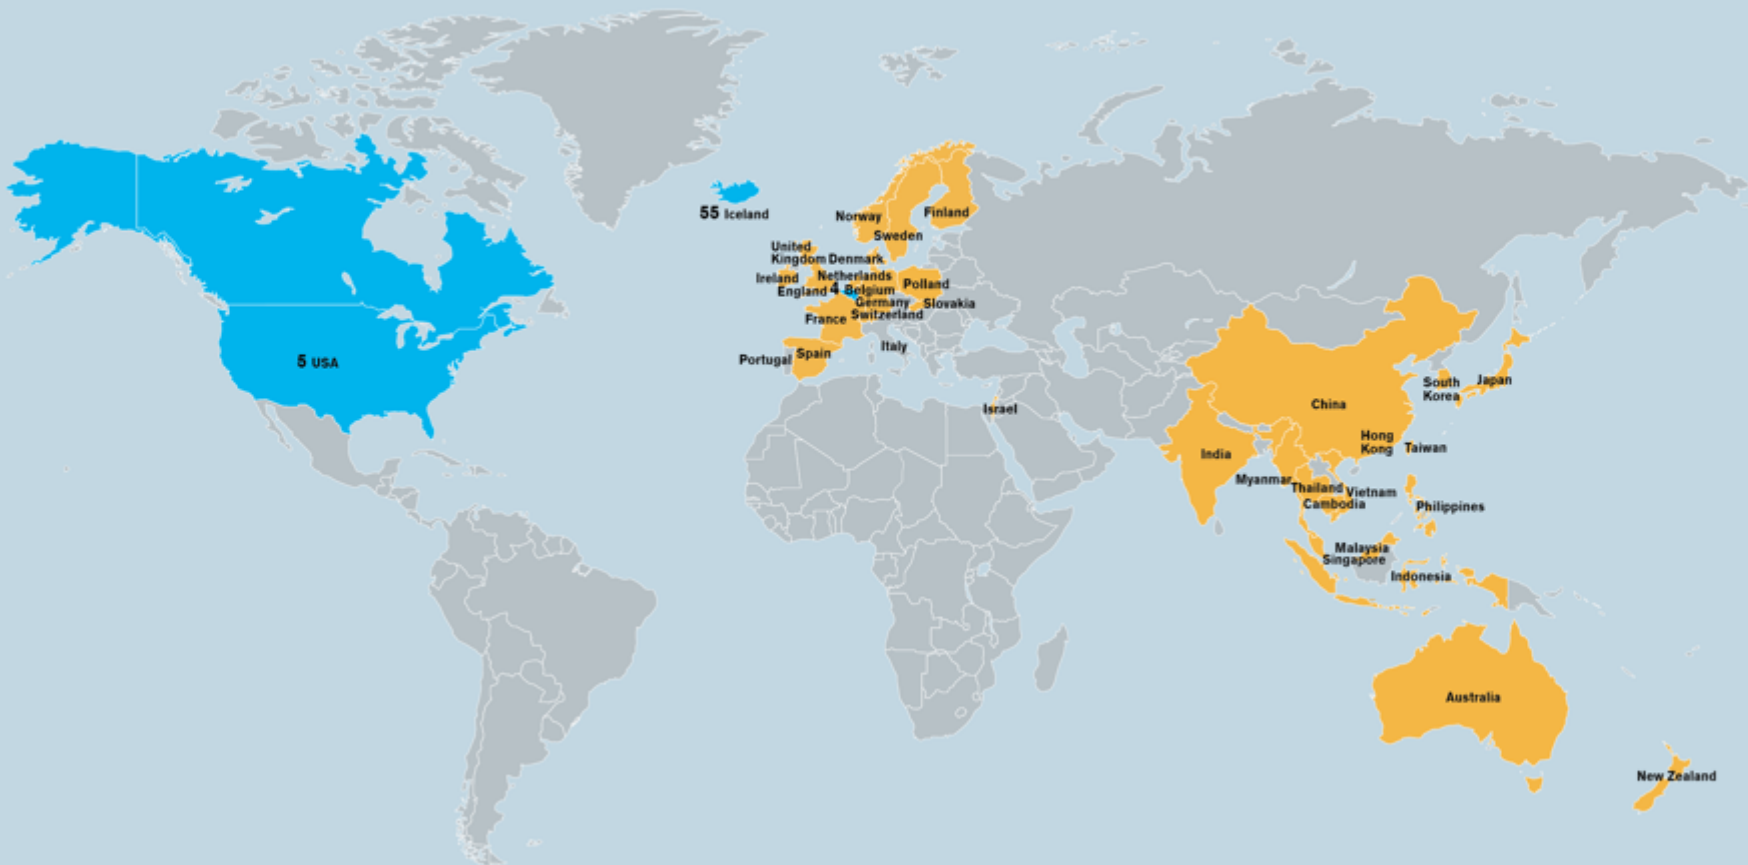 55 Iceland
Norway
Finland
Sweden
United
Kingdom
Denmark
Ireland
Netherlands
England
4 Belgium
Polland
Germany
Slovakia
France
Switzerland
Italy
Portugal
Spain
5 USA
Israel
China
South
Korea
Japan
Hong
Kong
Taiwan
India
Myanmar
Thailand
Vietnam
Cambodia
Philippines
Malaysia
Singapore
Indonesia
Australia
New Zealand